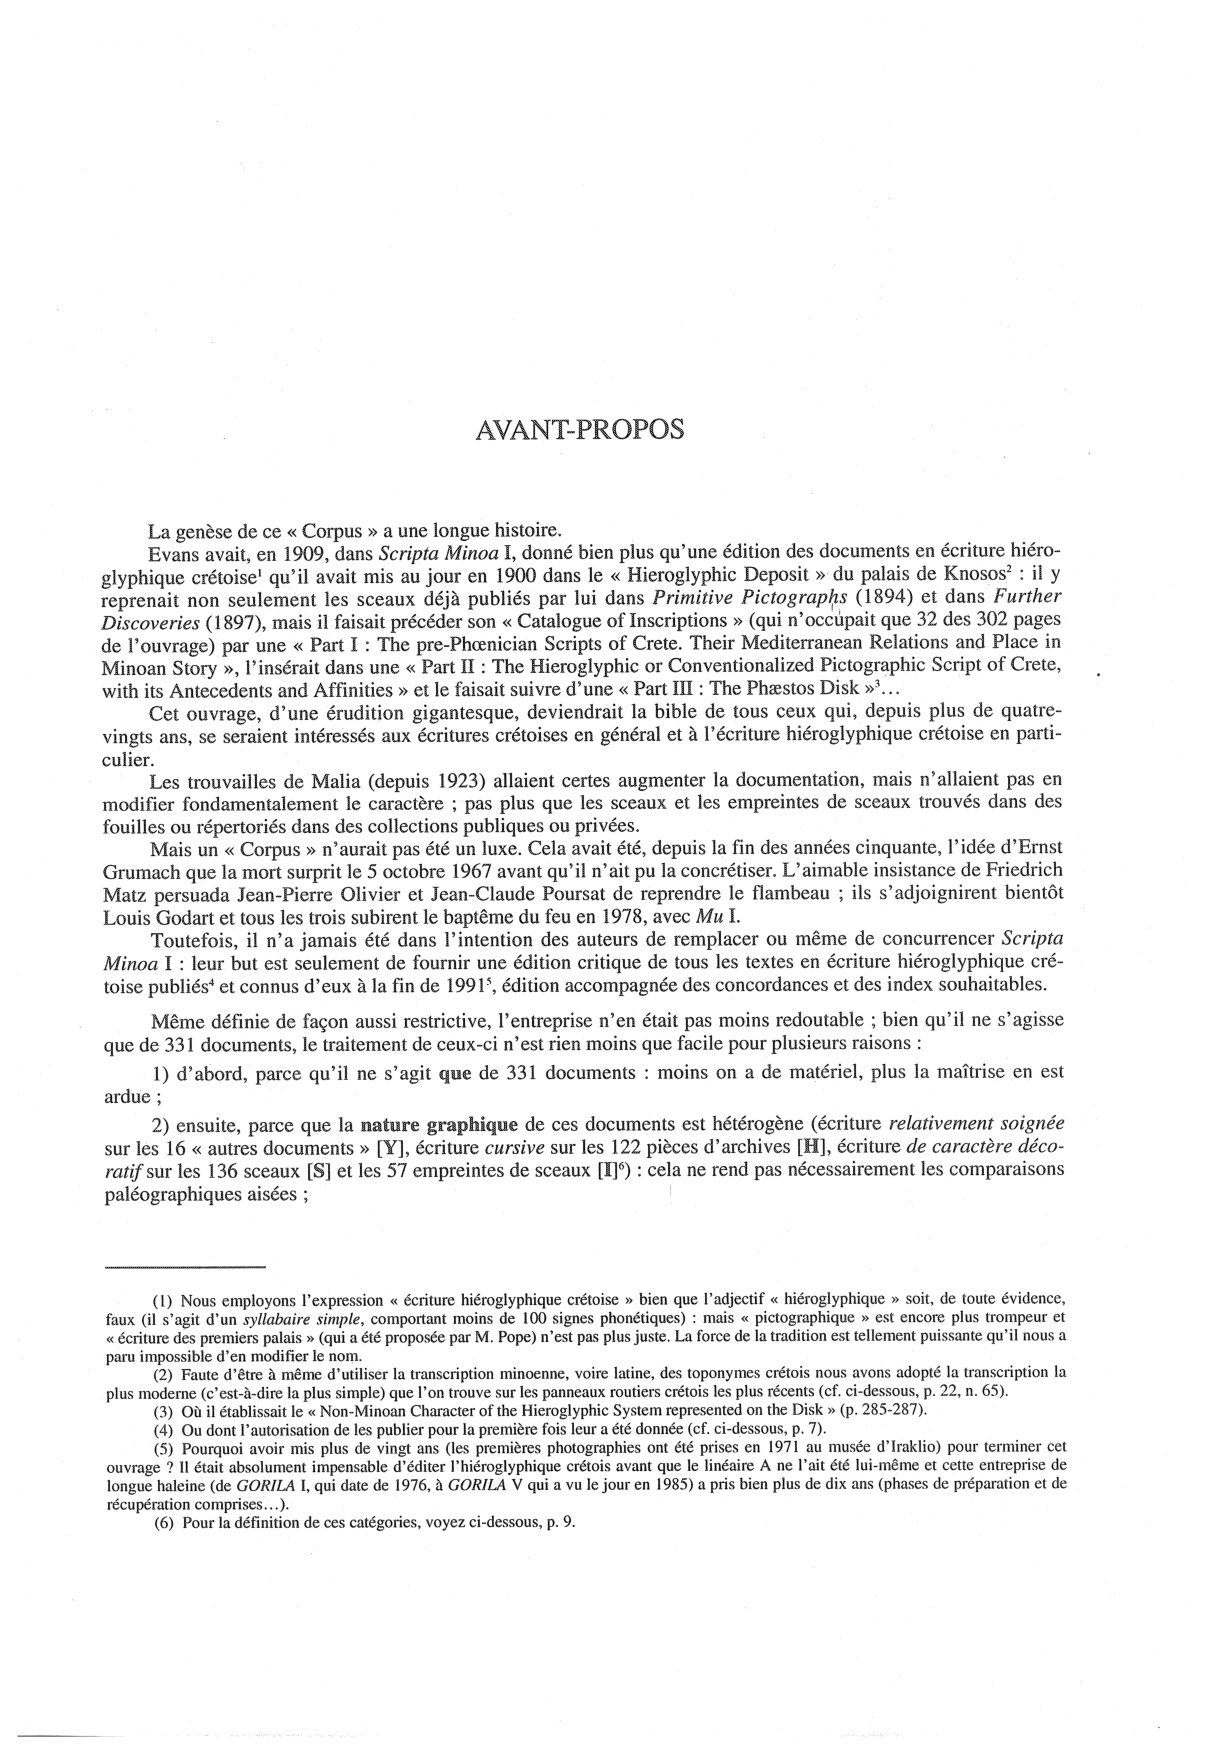 AVANT-PROPOS
La genèse de ce « Corpus » a une longue histoire.
Evans avait, en 1909, dans Scripta Minoa I, donné bien plus qu'une édition des documents en écriture hiéro-
glyphique crétoise¹ qu'il avait mis au jour en 1900 dans le « Hieroglyphic Deposit » du palais de Knosos² : il y
reprenait non seulement les sceaux déjà publiés par lui dans Primitive Pictographs (1894) et dans Further
Discoveries (1897), mais il faisait précéder son « Catalogue of Inscriptions » (qui n'occupait que 32 des 302 pages
de l'ouvrage) par une « Part I : The pre-Phœnician Scripts of Crete. Their Mediterranean Relations and Place in
Minoan Story », l'insérait dans une « Part II : The Hieroglyphic or Conventionalized Pictographic Script of Crete,
with its Antecedents and Affinities » et le faisait suivre d'une « Part III : The Phæstos Disk »³...
Cet ouvrage, d'une érudition gigantesque, deviendrait la bible de tous ceux qui, depuis plus de quatre-
vingts ans, se seraient intéressés aux écritures crétoises en général et à l'écriture hiéroglyphique crétoise en parti-
culier.
Les trouvailles de Malia (depuis 1923) allaient certes augmenter la documentation, mais n'allaient pas en
modifier fondamentalement le caractère ; pas plus que les sceaux et les empreintes de sceaux trouvés dans des
fouilles ou répertoriés dans des collections publiques ou privées.
Mais un « Corpus » n'aurait pas été un luxe. Cela avait été, depuis la fin des années cinquante, l'idée d'Ernst
Grumach que la mort surprit le 5 octobre 1967 avant qu'il n'ait pu la concrétiser. L'aimable insistance de Friedrich
Matz persuada Jean-Pierre Olivier et Jean-Claude Poursat de reprendre le flambeau ; ils s'adjoignirent bientôt
Louis Godart et tous les trois subirent le baptême du feu en 1978, avec Mu I.
Toutefois, il n'a jamais été dans l'intention des auteurs de remplacer ou même de concurrencer Scripta
Minoa I : leur but est seulement de fournir une édition critique de tous les textes en écriture hiéroglyphique cré-
toise publiés⁴ et connus d'eux à la fin de 1991⁵, édition accompagnée des concordances et des index souhaitables.
Même définie de façon aussi restrictive, l'entreprise n'en était pas moins redoutable ; bien qu'il ne s'agisse
que de 331 documents, le traitement de ceux-ci n'est rien moins que facile pour plusieurs raisons :
1) d'abord, parce qu'il ne s'agit que de 331 documents : moins on a de matériel, plus la maîtrise en est
ardue ;
2) ensuite, parce que la nature graphique de ces documents est hétérogène (écriture relativement soignée
sur les 16 « autres documents » [Y], écriture cursive sur les 122 pièces d'archives [H], écriture de caractère déco-
ratif sur les 136 sceaux [S] et les 57 empreintes de sceaux [I]⁶) : cela ne rend pas nécessairement les comparaisons
paléographiques aisées ;
(1) Nous employons l'expression « écriture hiéroglyphique crétoise » bien que l'adjectif « hiéroglyphique » soit, de toute évidence,
faux (il s'agit d'un syllabaire simple, comportant moins de 100 signes phonétiques) : mais « pictographique » est encore plus trompeur et
« écriture des premiers palais » (qui a été proposée par M. Pope) n'est pas plus juste. La force de la tradition est tellement puissante qu'il nous a
paru impossible d'en modifier le nom.
(2) Faute d'être à même d'utiliser la transcription minoenne, voire latine, des toponymes crétois nous avons adopté la transcription la
plus moderne (c'est-à-dire la plus simple) que l'on trouve sur les panneaux routiers crétois les plus récents (cf. ci-dessous, p. 22, n. 65).
(3) Où il établissait le « Non-Minoan Character of the Hieroglyphic System represented on the Disk » (p. 285-287).
(4) Ou dont l'autorisation de les publier pour la première fois leur a été donnée (cf. ci-dessous, p. 7).
(5) Pourquoi avoir mis plus de vingt ans (les premières photographies ont été prises en 1971 au musée d'Iraklio) pour terminer cet
ouvrage ? Il était absolument impensable d'éditer l'hiéroglyphique crétois avant que le linéaire A ne l'ait été lui-même et cette entreprise de
longue haleine (de GORILA I, qui date de 1976, à GORILA V qui a vu le jour en 1985) a pris bien plus de dix ans (phases de préparation et de
récupération comprises...).
(6) Pour la définition de ces catégories, voyez ci-dessous, p. 9.